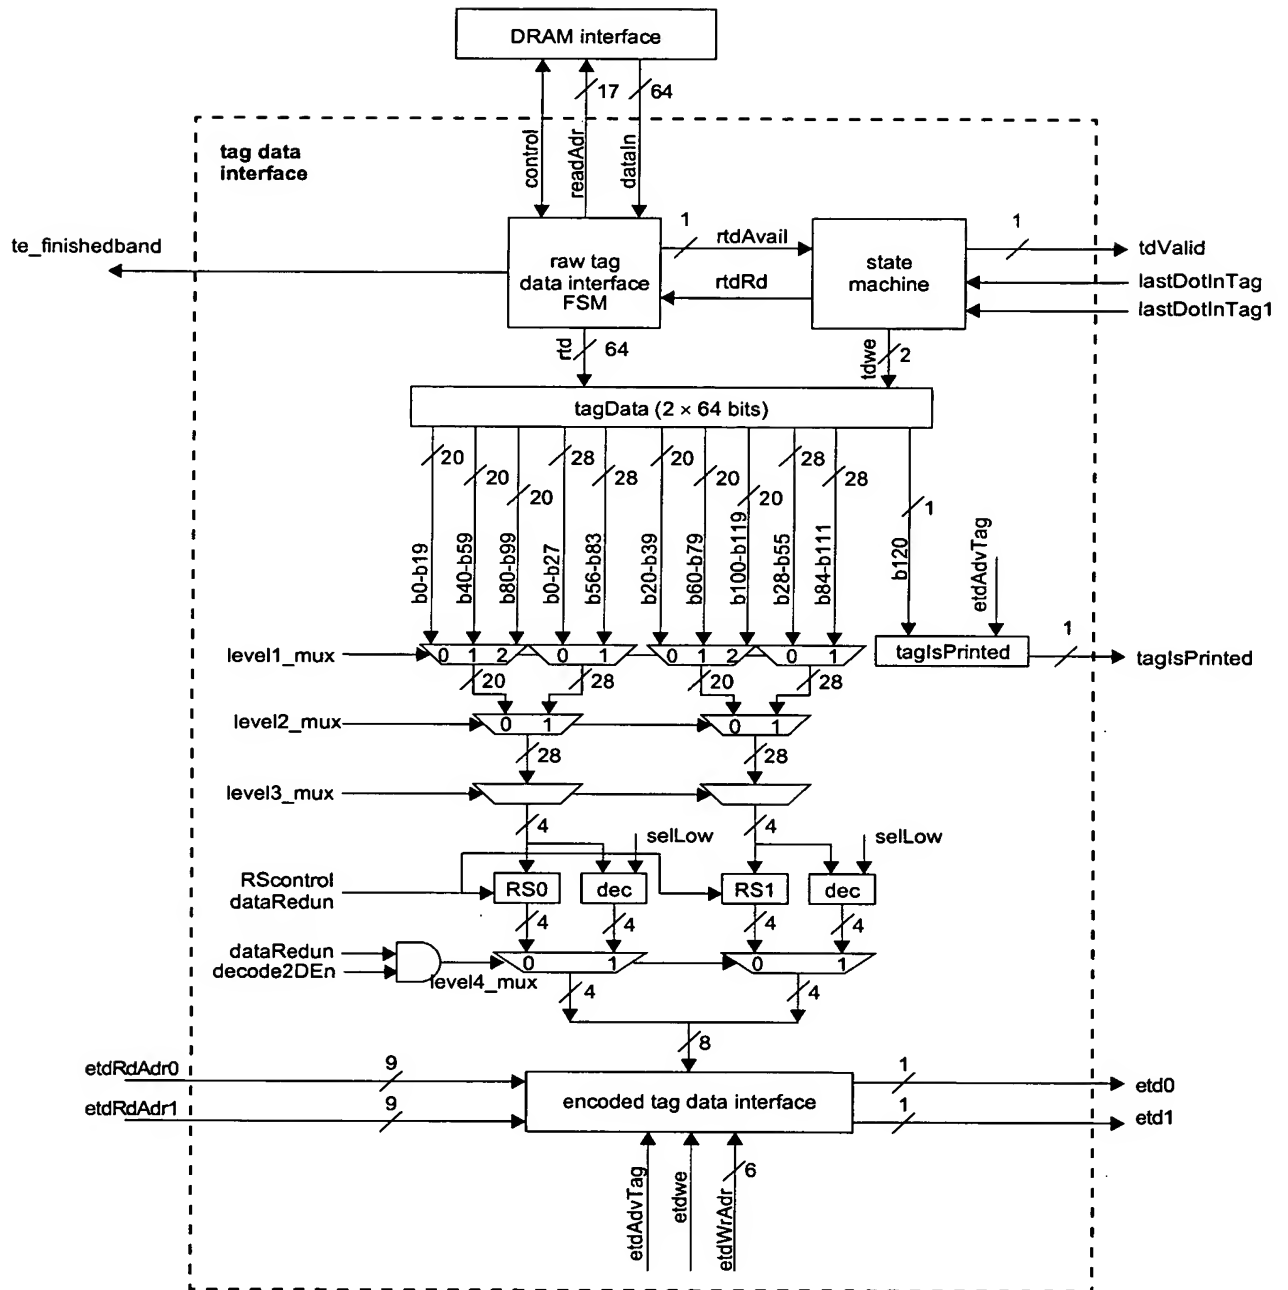 DRAM interface
17
64
tag data
interface
control
readAdr
dataIn
te_finishedband
raw tag
data interface
FSM
1
rtdAvail
rtdRd
state
machine
1
tdValid
lastDotInTag
lastDotInTag1
rtd
64
tdwe
2
tagData (2 × 64 bits)
20
20
20
28
28
20
20
20
28
28
1
b0-b19
b40-b59
b80-b99
b0-b27
b56-b83
b20-b39
b60-b79
b100-b119
b28-b55
b84-b111
b120
etdAdvTag
level1_mux
0 1 2
0 1
0 1 2
0 1
tagIsPrinted
1
tagIsPrinted
20
28
20
28
level2_mux
0 1
0 1
28
28
level3_mux
4
selLow
4
selLow
RScontrol
dataRedun
RS0
dec
RS1
dec
4
4
4
4
dataRedun
decode2DEn
level4_mux
0 1
0 1
4
4
8
etdRdAdr0
9
etdRdAdr1
9
encoded tag data interface
1
etd0
1
etd1
etdAdvTag
etdwe
etdWrAdr
6